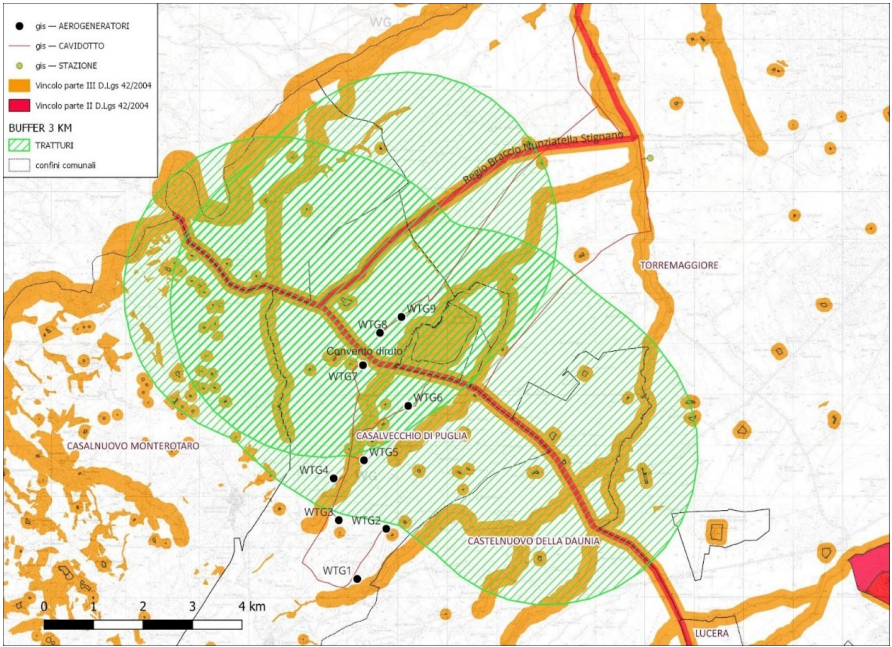 gis — AEROGENERATORI
gis — CAVIDOTTO
gis — STAZIONE
Vincolo parte III D.Lgs 42/2004
Vincolo parte II D.Lgs 42/2004
BUFFER 3 KM
TRATTURI
confini comunali
WG
Regio Braccio Nunziatella Stignano
TORREMAGGIORE
WTG9
WTG8
Convento diruto
WTG7
WTG6
CASALVECCHIO DI PUGLIA
CASALNUOVO MONTEROTARO
WTG5
WTG4
WG
WTG3
WTG2
CASTELNUOVO DELLA DAUNIA
WTG1
0 1 2 3 4 km
LUCERA